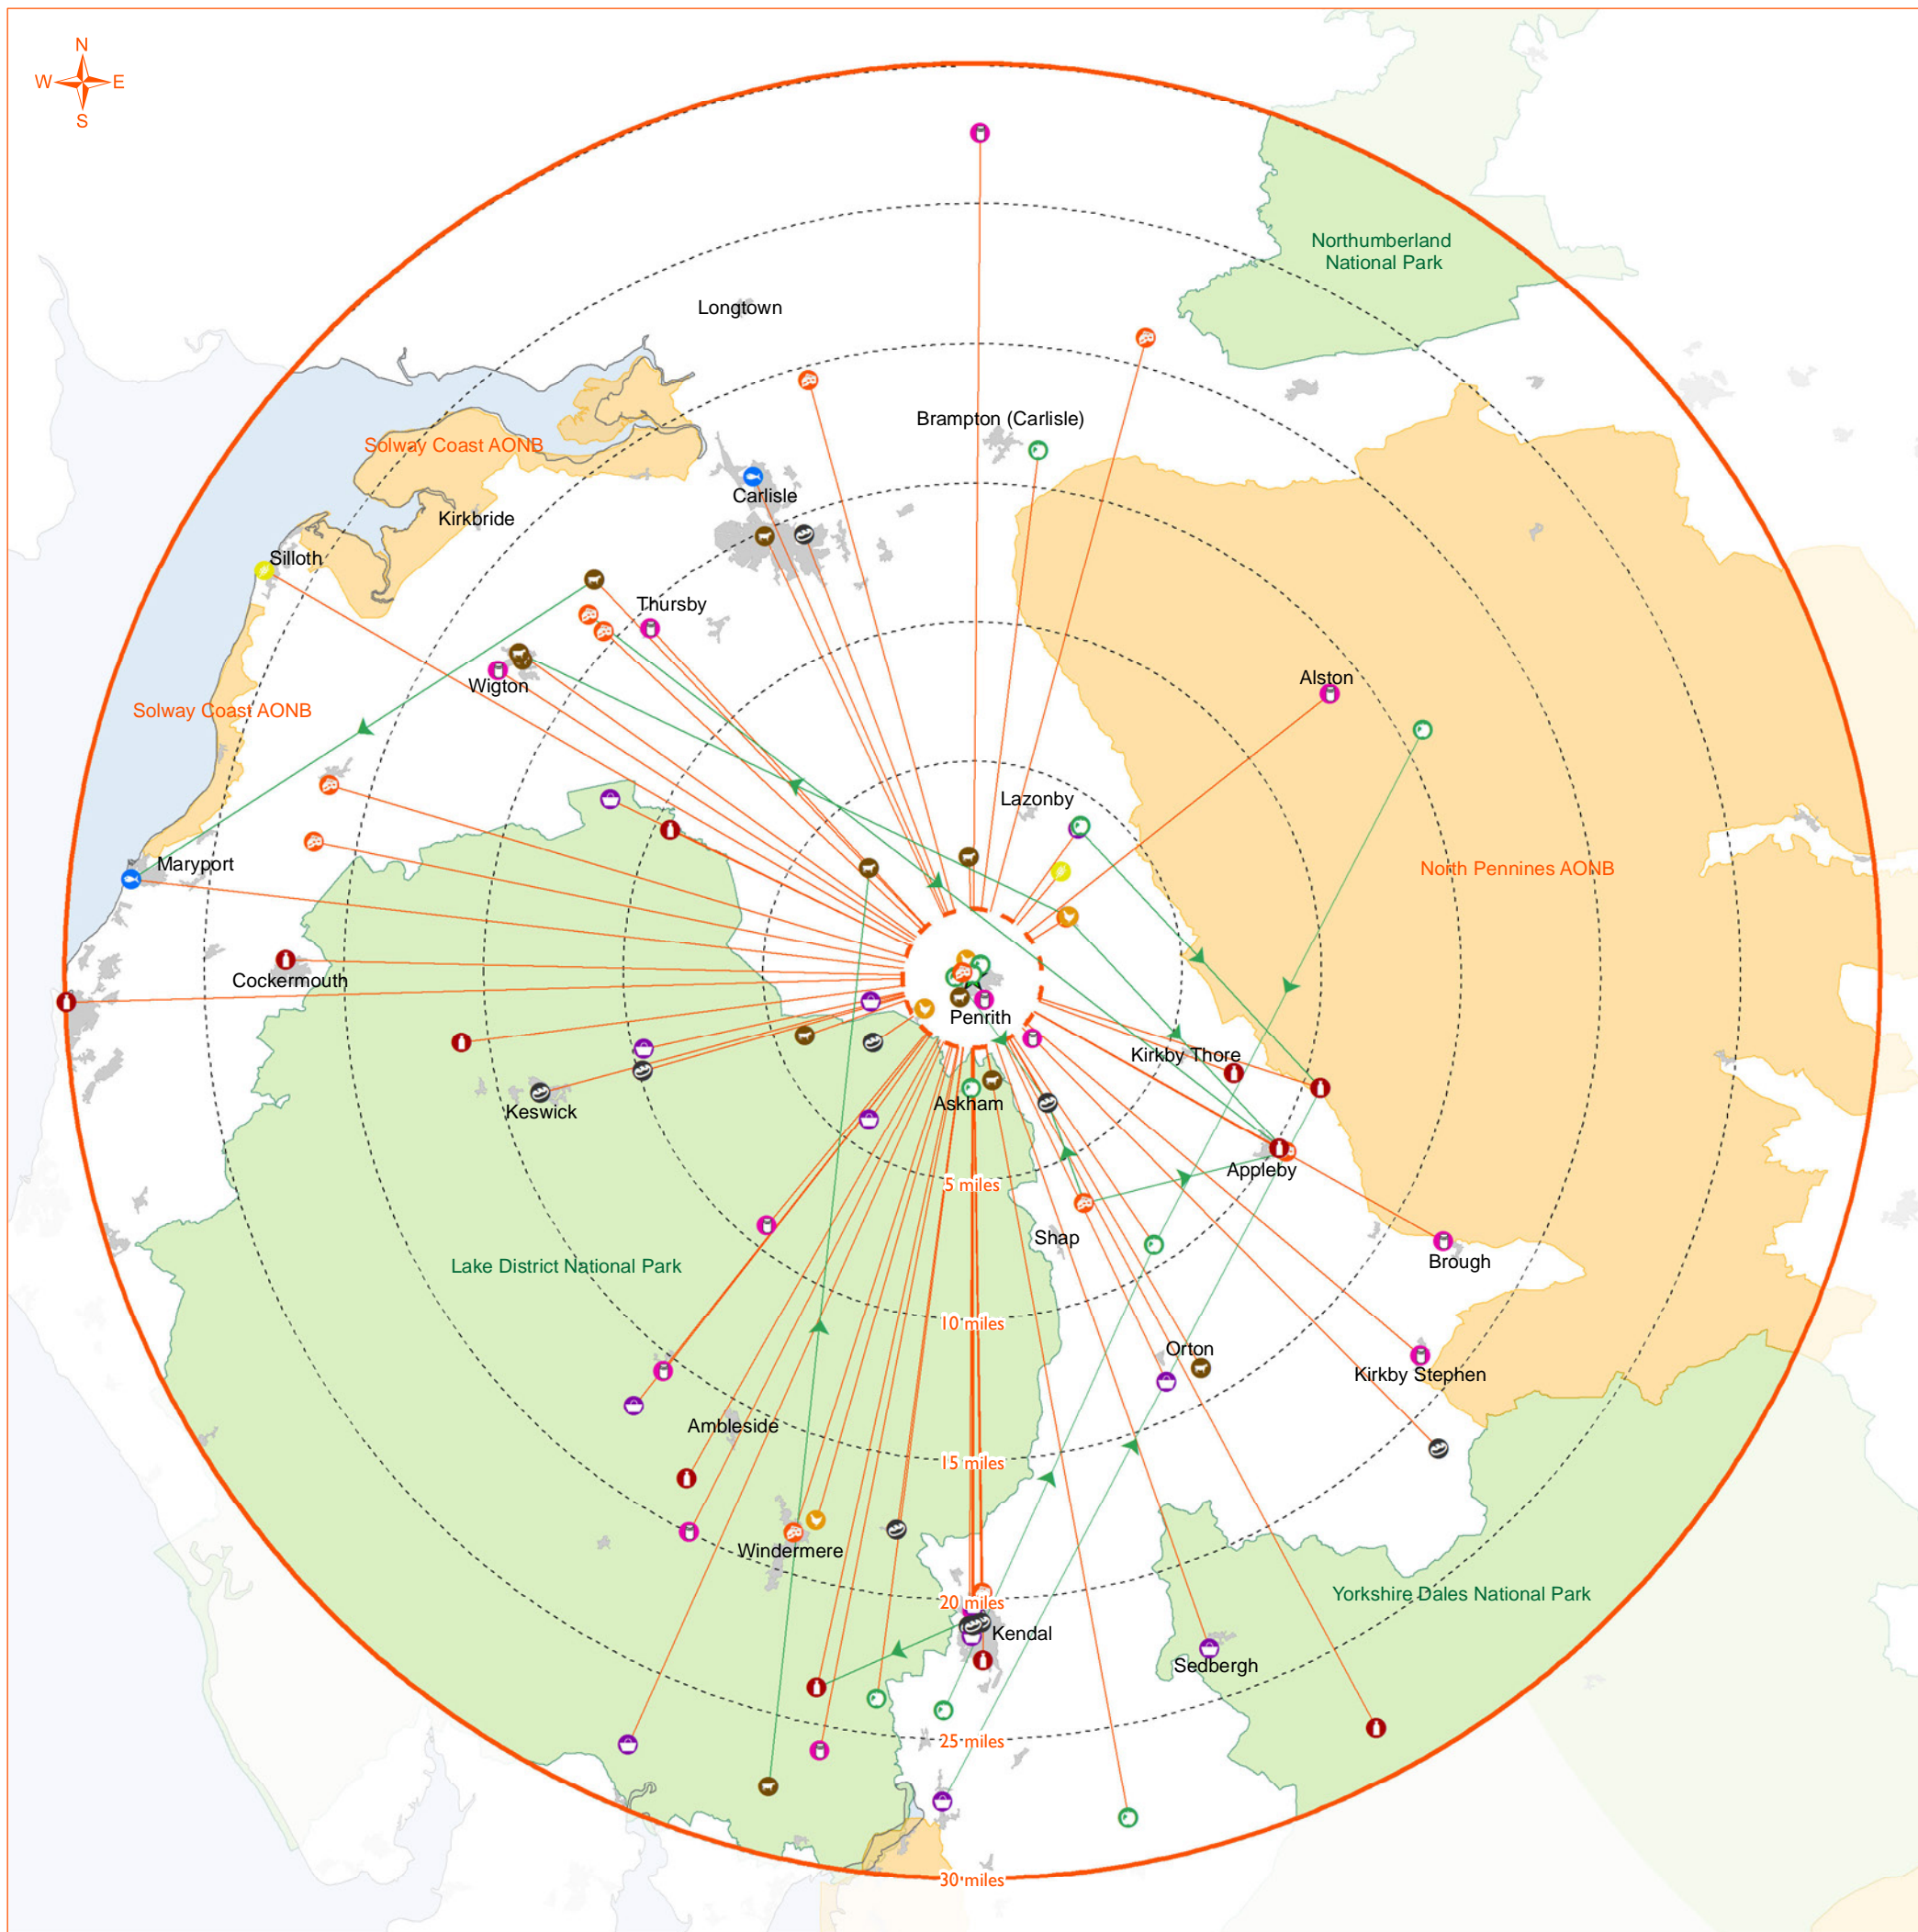 N
W E
S
Northumberland
National Park
Longtown
Brampton (Carlisle)
Solway Coast AONB
Carlisle
Kirkbride
Silloth
Thursby
Alston
Wigton
Solway Coast AONB
Lazonby
Maryport
North Pennines AONB
Cockermouth
Penrith
Kirkby Thore
Keswick
Askham
Appleby
5 miles
Shap
Lake District National Park
Brough
10 miles
Orton
Kirkby Stephen
Ambleside
15 miles
Windermere
Yorkshire Dales National Park
20 miles
Kendal
Sedbergh
25 miles
30 miles